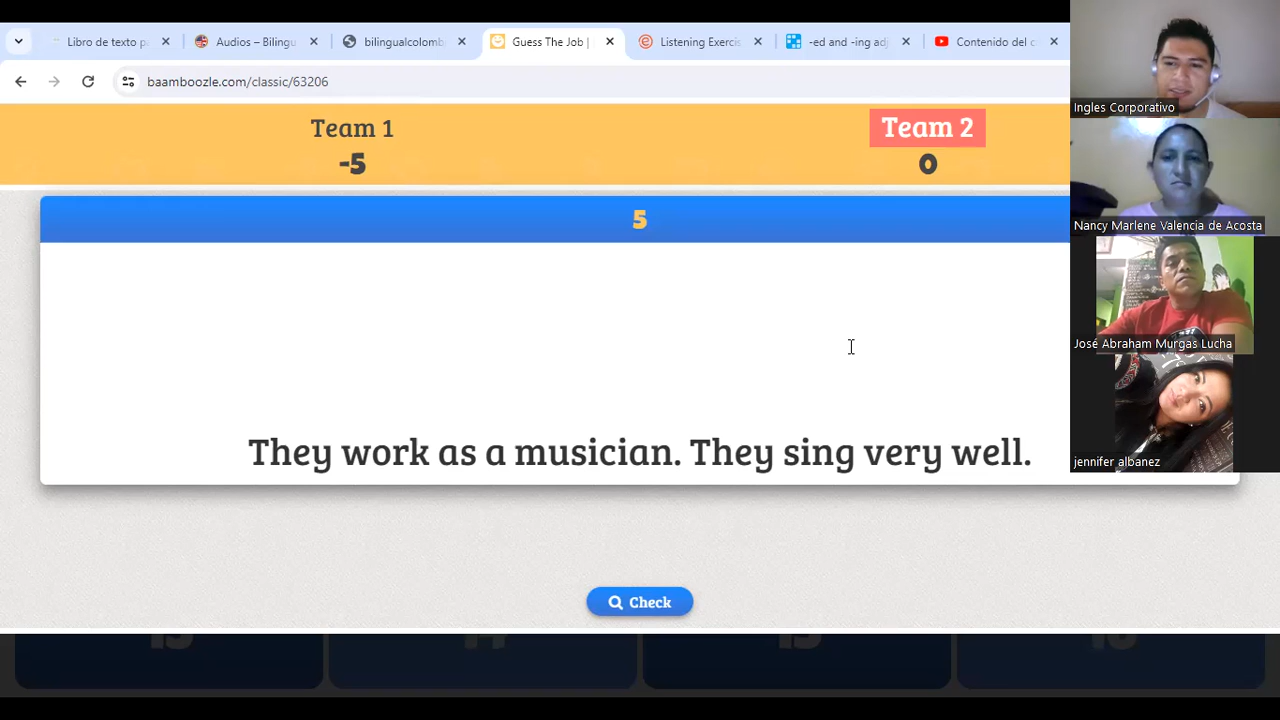 Libro de texto pa
Audios – Bilingu
bilingualcolomb
Guess The Job |
Listening Exercis
-ed and -ing adj
Contenido del c
baamboozle.com/classic/63206
Team 1
-5
Team 2
0
5
They work as a musician. They sing very well.
Check
Ingles Corporativo
Nancy Marlene Valencia de Acosta
José Abraham Murgas Lucha
jennifer albanez